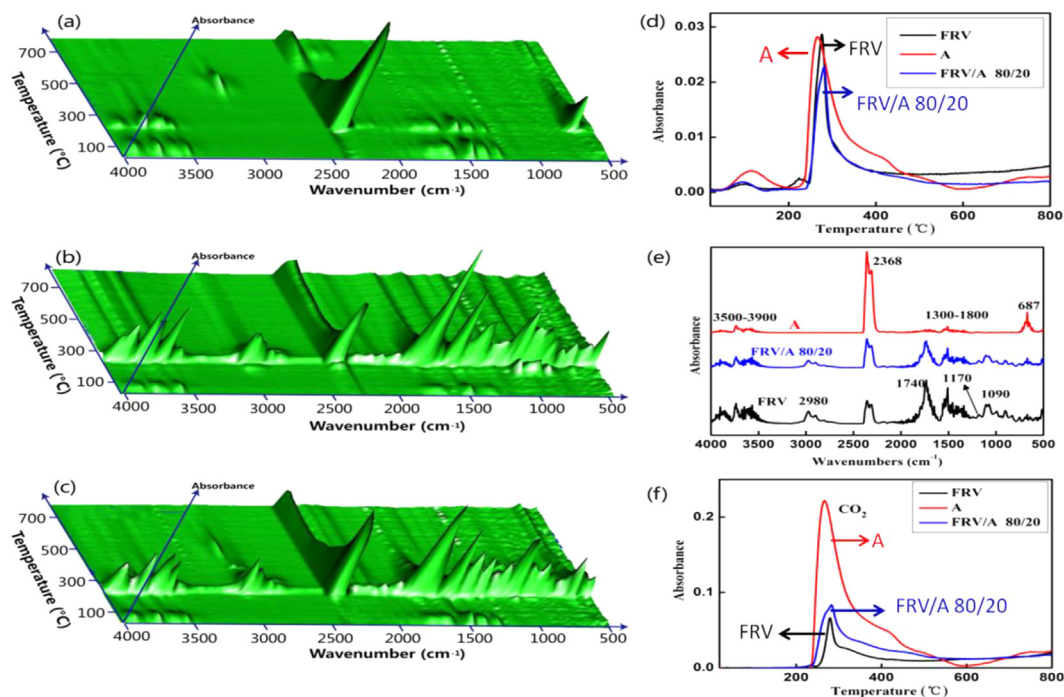 (a)
Absorbance
700
500
300
100
Temperature (°C)
4000 3500 3000 2500 2000 1500 1000 500
Wavenumber (cm⁻¹)
(b)
Absorbance
700
500
300
100
Temperature (°C)
4000 3500 3000 2500 2000 1500 1000 500
Wavenumber (cm⁻¹)
(c)
Absorbance
700
500
300
100
Temperature (°C)
4000 3500 3000 2500 2000 1500 1000 500
Wavenumber (cm⁻¹)
(d)
0.03
0.02
0.01
0.00
Absorbance
A
FRV
FRV/A 80/20
FRV
A
FRV/A 80/20
200 400 600 800
Temperature (℃)
(e)
Absorbance
2368
3500-3900
A
1300-1800
687
FRV/A 80/20
1740
1170
1090
FRV
2980
4000 3500 3000 2500 2000 1500 1000 500
Wavenumbers (cm⁻¹)
(f)
0.2
0.1
0.0
Absorbance
CO₂
FRV
A
FRV/A 80/20
A
FRV/A 80/20
FRV
200 400 600 800
Temperature (℃)